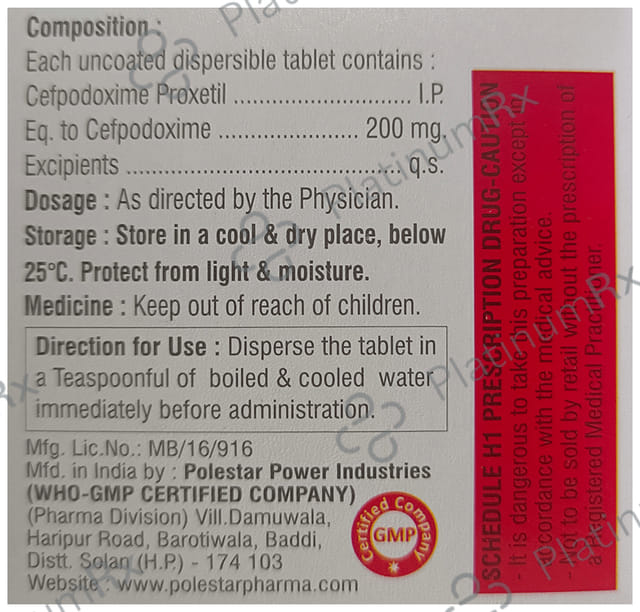 Composition :
Each uncoated dispersible tablet contains :
Cefpodoxime Proxetil .............................. I.P.
Eq. to Cefpodoxime ..................... 200 mg.
Excipients ......................................... q.s.
Dosage : As directed by the Physician.
Storage : Store in a cool & dry place, below
25°C. Protect from light & moisture.
Medicine : Keep out of reach of children.
Direction for Use : Disperse the tablet in
a Teaspoonful of boiled & cooled water
immediately before administration.
Mfg. Lic.No.: MB/16/916
Mfd. in India by : Polestar Power Industries
(WHO-GMP CERTIFIED COMPANY)
(Pharma Division) Vill.Damuwala,
Haripur Road, Barotiwala, Baddi,
Distt. Solan (H.P.) - 174 103
Website : www.polestarpharma.com
Certified Company
GMP
SCHEDULE H1 PRESCRIPTION DRUG-CAUTION
- It is dangerous to take this preparation except in
accordance with the medical advice.
- Not to be sold by retail without the prescription of
a Registered Medical Practitioner.
PlatinumRx
PlatinumRx
PlatinumRx
PlatinumRx